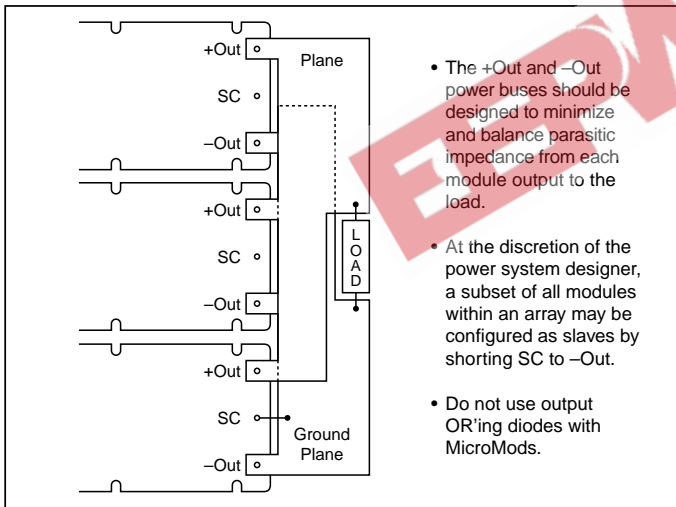 +Out
Plane
SC
–Out
+Out
SC
–Out
+Out
SC
Ground
Plane
–Out
LOAD
• The +Out and –Out
power buses should be
designed to minimize
and balance parasitic
impedance from each
module output to the
load.
• At the discretion of the
power system designer,
a subset of all modules
within an array may be
configured as slaves by
shorting SC to –Out.
• Do not use output
OR'ing diodes with
MicroMods.
EEPW